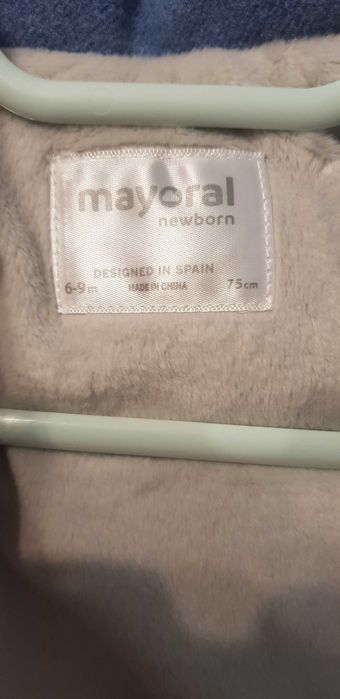 mayoral
newborn
DESIGNED IN SPAIN
6-9m MADE IN CHINA 75cm